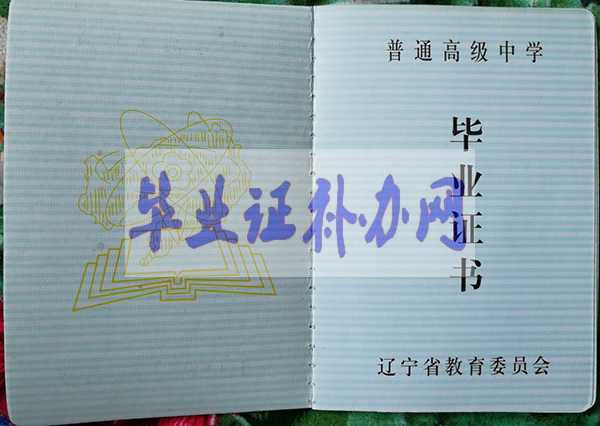 普通高级中学
毕业证书
辽宁省教育委员会
毕业证补办网